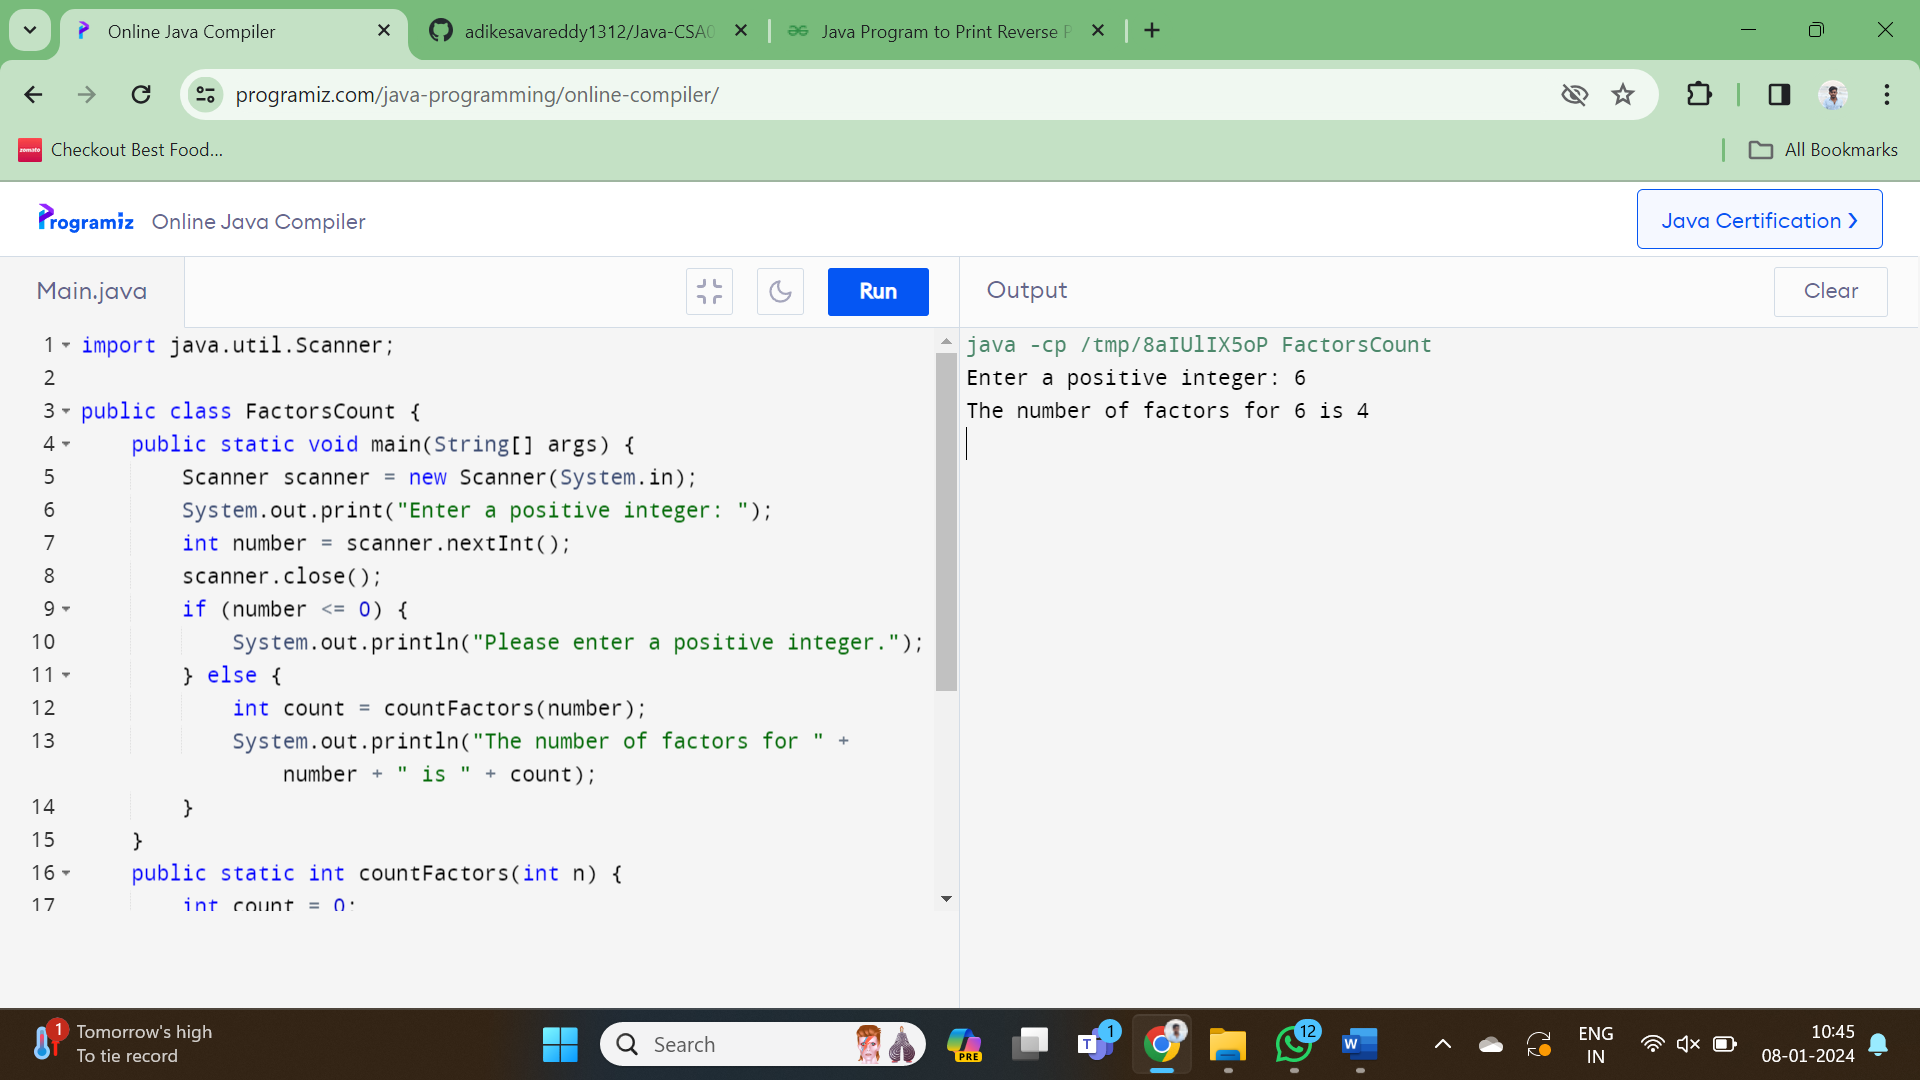 Online Java Compiler
adikesavareddy1312/Java-CSA0
Java Program to Print Reverse P
programiz.com/java-programming/online-compiler/
zomato
Checkout Best Food...
All Bookmarks
Programiz
Online Java Compiler
Java Certification ❯
Main.java
Run
Output
Clear
1 import java.util.Scanner;
2
3 public class FactorsCount {
4 public static void main(String[] args) {
5 Scanner scanner = new Scanner(System.in);
6 System.out.print("Enter a positive integer: ");
7 int number = scanner.nextInt();
8 scanner.close();
9 if (number <= 0) {
10 System.out.println("Please enter a positive integer.");
11 } else {
12 int count = countFactors(number);
13 System.out.println("The number of factors for " +
number + " is " + count);
14 }
15 }
16 public static int countFactors(int n) {
17 int count = 0;
java -cp /tmp/8aIUlIX5oP FactorsCount
Enter a positive integer: 6
The number of factors for 6 is 4
1
Tomorrow's high
To tie record
Search
PRE
T
1
12
W
ENG
IN
10:45
08-01-2024